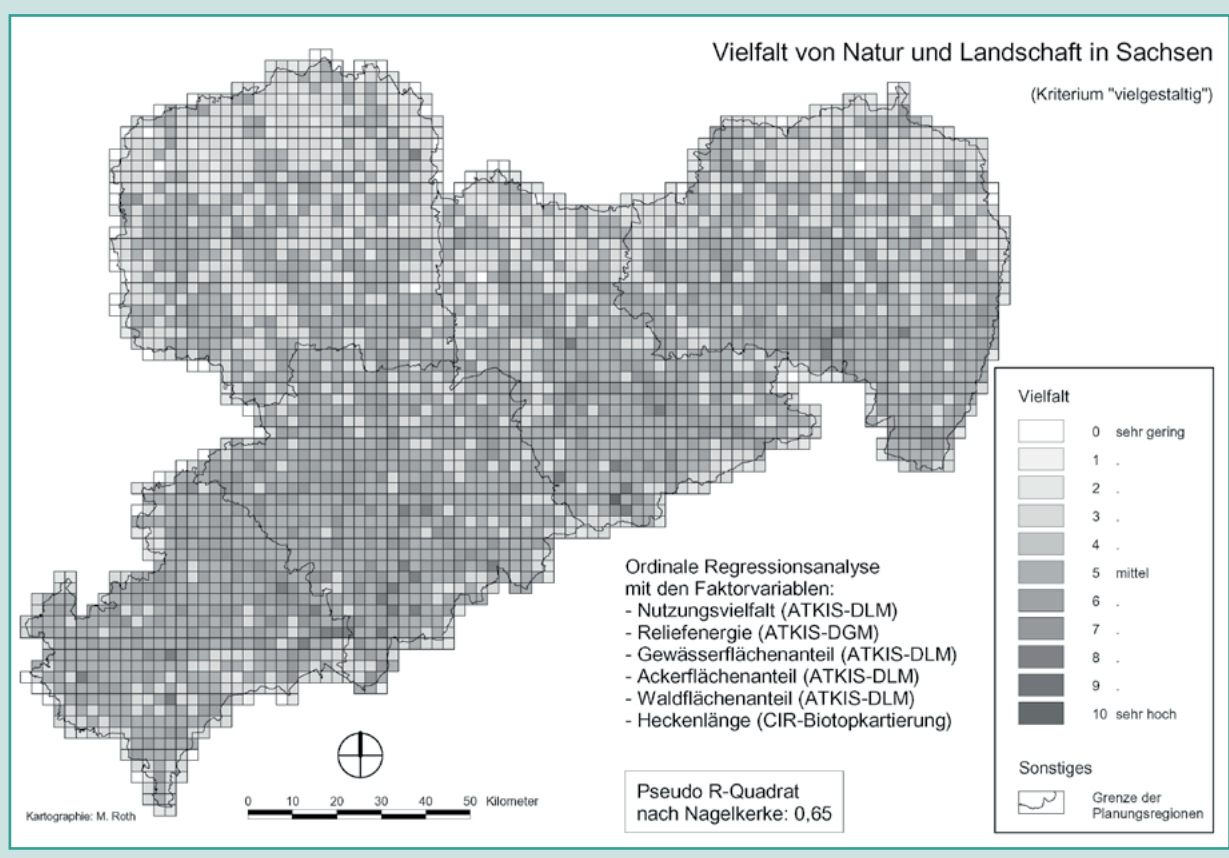 Vielfalt von Natur und Landschaft in Sachsen
(Kriterium "vielgestaltig")
Vielfalt
0 sehr gering
1 .
2 .
3 .
4 .
5 mittel
6 .
7 .
8 .
9 .
10 sehr hoch
Sonstiges
Grenze der
Planungsregionen
Ordinale Regressionsanalyse
mit den Faktorvariablen:
- Nutzungsvielfalt (ATKIS-DLM)
- Reliefenergie (ATKIS-DGM)
- Gewässerflächenanteil (ATKIS-DLM)
- Ackerflächenanteil (ATKIS-DLM)
- Waldflächenanteil (ATKIS-DLM)
- Heckenlänge (CIR-Biotopkartierung)
Pseudo R-Quadrat
nach Nagelkerke: 0,65
0 10 20 30 40 50 Kilometer
Kartographie: M. Roth